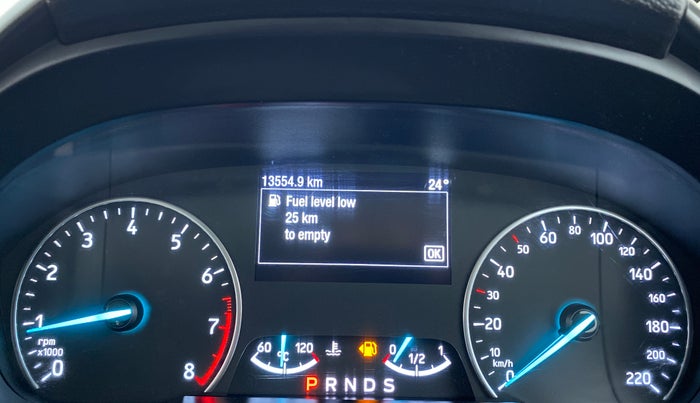 13554.9 km 24°
Fuel level low
25 km
to empty
OK
0 1 2 3 4 5 6 7 8
rpm
x1000
60 °C 120
0 1/2 1
P R N D S
0 10 20 30 40 50 60 80 100 120 140 160 180 200 220
km/h